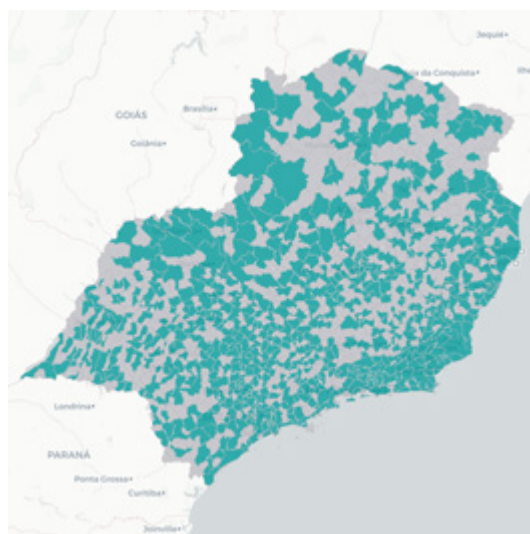 Jequié
da Conquista
GOIÁS
Brasília
Goiânia
Londrina
PARANÁ
Ponta Grossa
Curitiba
Joinville